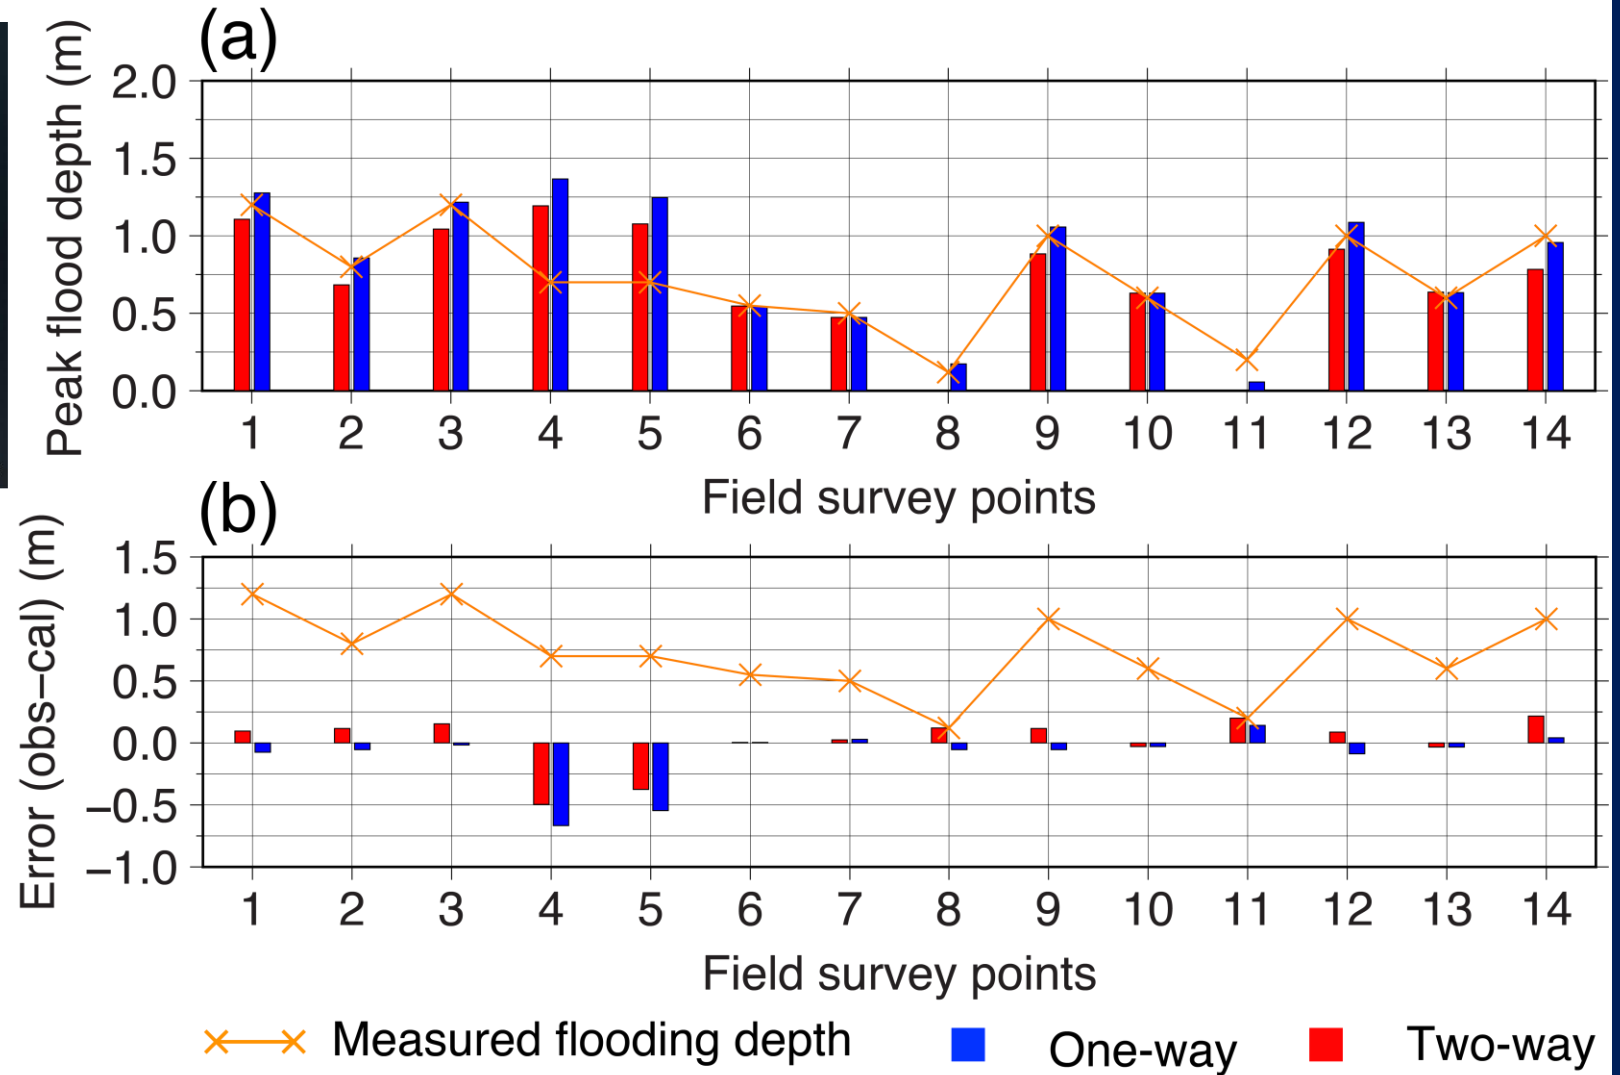 (a)
Peak flood depth (m)
2.0
1.5
1.0
0.5
0.0
1 2 3 4 5 6 7 8 9 10 11 12 13 14
Field survey points
(b)
Error (obs−cal) (m)
1.5
1.0
0.5
0.0
−0.5
−1.0
1 2 3 4 5 6 7 8 9 10 11 12 13 14
Field survey points
Measured flooding depth One-way Two-way